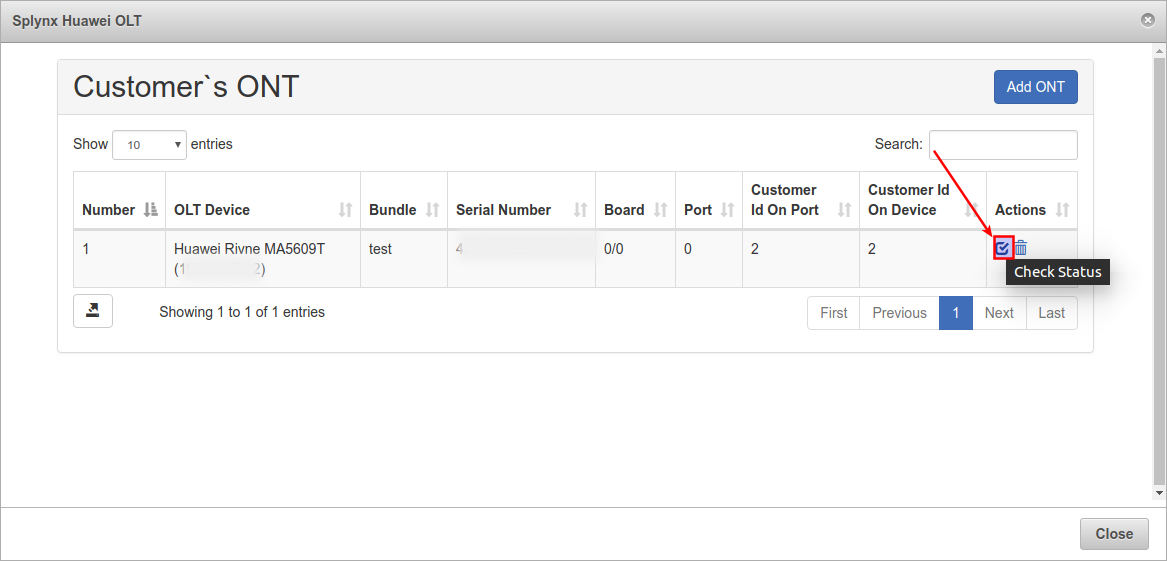 Splynx Huawei OLT
Customer`s ONT
Add ONT
Show 10 entries
Search:
Number
OLT Device
Bundle
Serial Number
Board
Port
Customer Id On Port
Customer Id On Device
Actions
1
Huawei Rivne MA5609T
(1 2)
test
4
0/0
0
2
2
Check Status
Showing 1 to 1 of 1 entries
First
Previous
1
Next
Last
Close